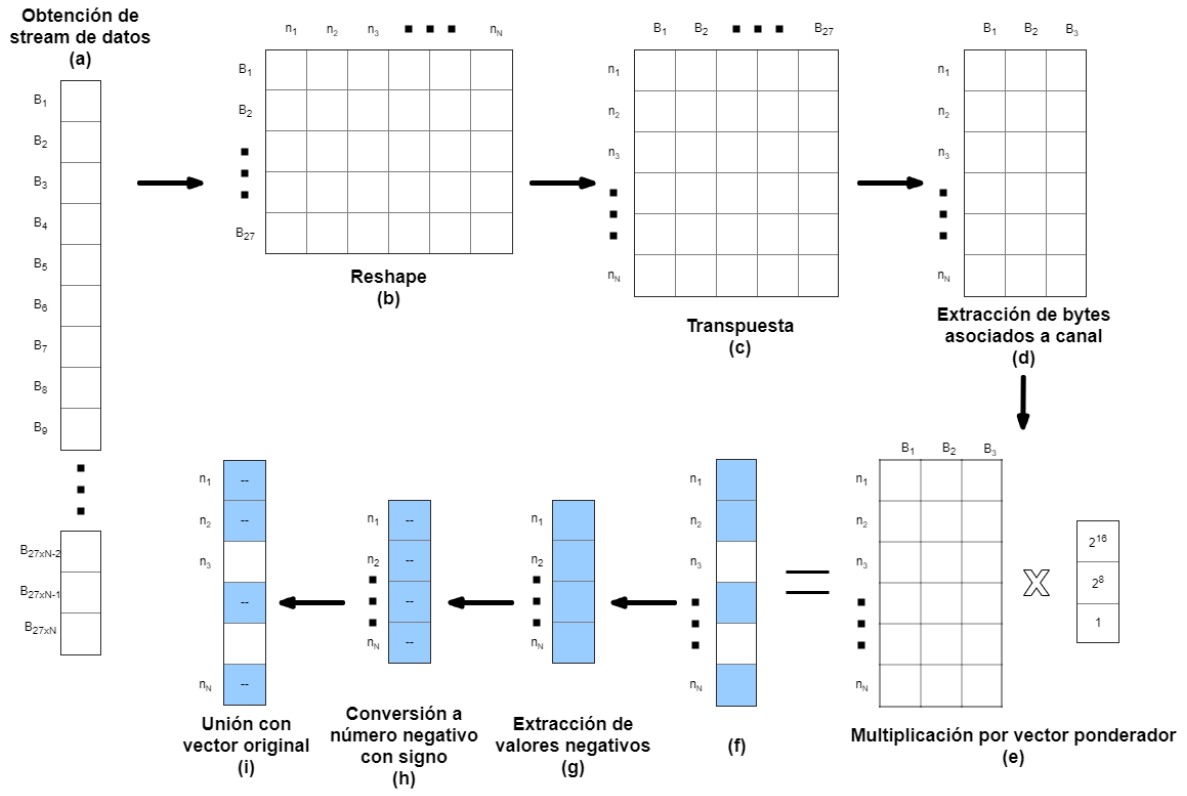 Obtención de
stream de datos
(a)
B1
B2
B3
B4
B5
B6
B7
B8
B9
B27xN-2
B27xN-1
B27xN
n1 n2 n3 nN
B1
B2
B27
Reshape
(b)
B1 B2 B27
n1
n2
n3
nN
Transpuesta
(c)
B1 B2 B3
n1
n2
n3
nN
Extracción de bytes
asociados a canal
(d)
B1 B2 B3
n1
n2
n3
nN
X
2^16
2^8
1
Multiplicación por vector ponderador
(e)
=
n1
n2
n3
nN
(f)
n1
n2
nN
Extracción de
valores negativos
(g)
n1 --
n2 --
--
nN --
Conversión a
número negativo
con signo
(h)
n1 --
n2 --
n3
--
nN --
Unión con
vector original
(i)